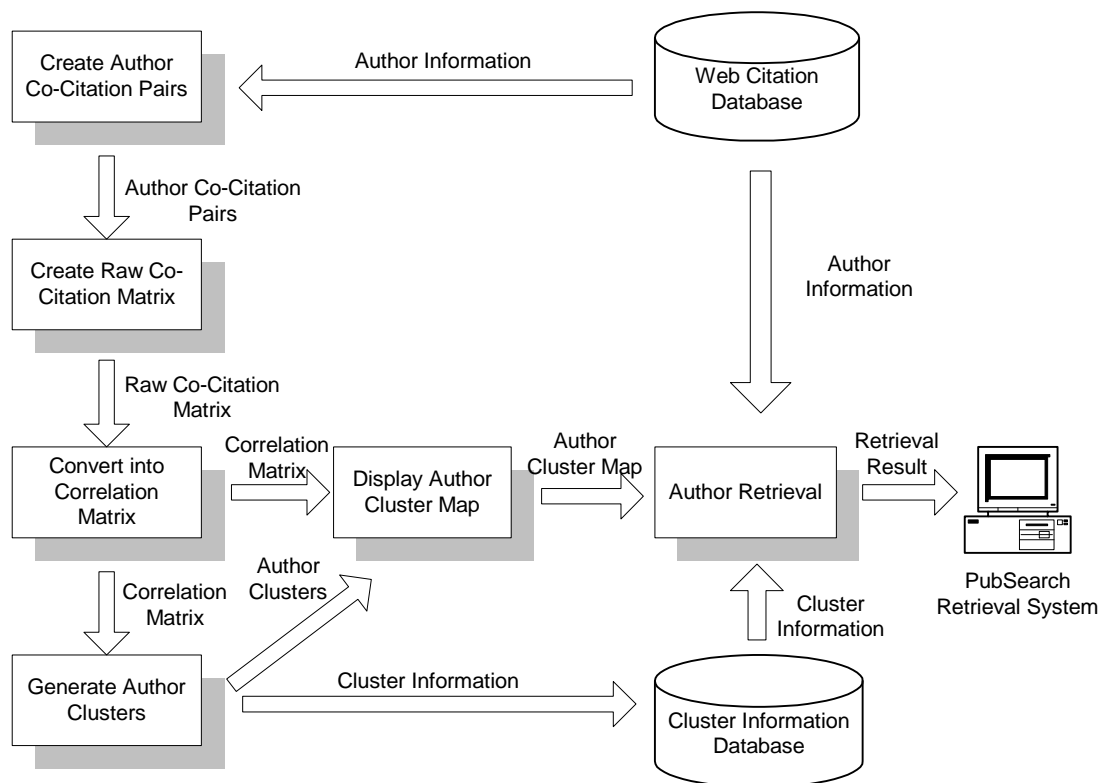 Create Author
Co-Citation Pairs
Author Information
Web Citation
Database
Author Co-Citation
Pairs
Create Raw Co-
Citation Matrix
Author
Information
Raw Co-Citation
Matrix
Convert into
Correlation
Matrix
Correlation
Matrix
Display Author
Cluster Map
Author
Cluster Map
Author Retrieval
Retrieval
Result
PubSearch
Retrieval System
Correlation
Matrix
Author
Clusters
Cluster
Information
Generate Author
Clusters
Cluster Information
Cluster Information
Database